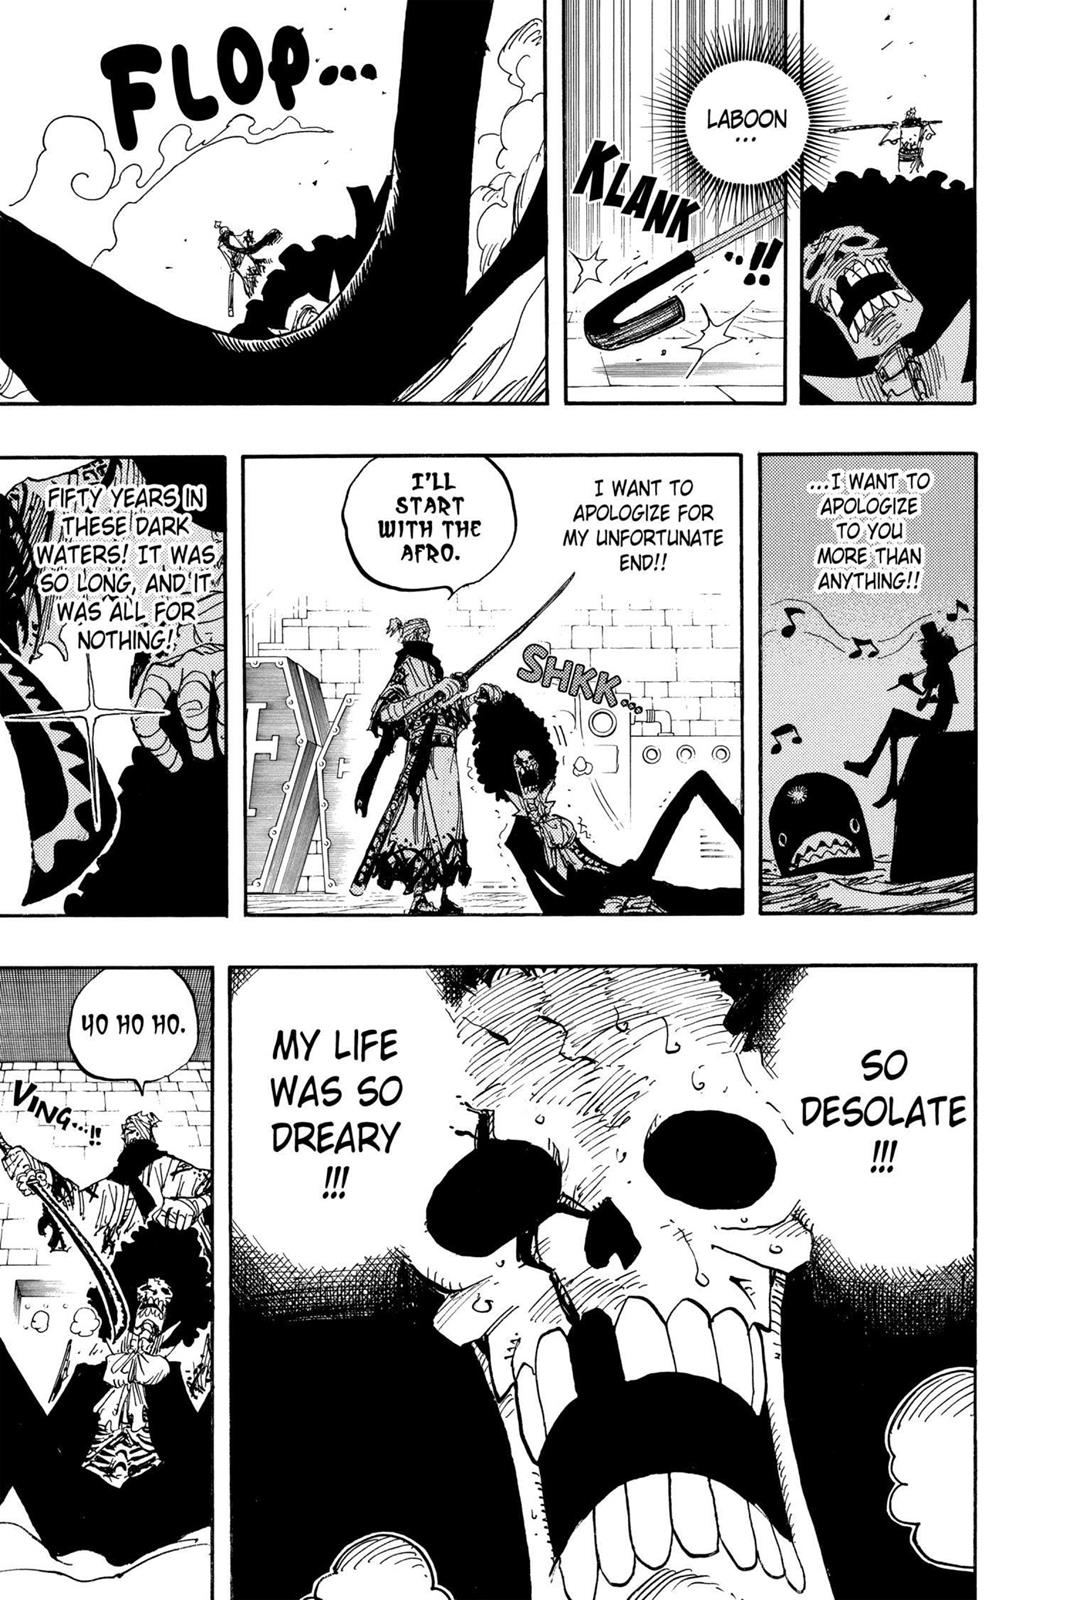 LABOON
...
KLANK
..!!
FLOP...
...I WANT TO
APOLOGIZE
TO YOU
MORE THAN
ANYTHING!!
I WANT TO
APOLOGIZE FOR
MY UNFORTUNATE
END!!
I'LL
START
WITH THE
AFRO.
SHKK...
FIFTY YEARS IN
THESE DARK
WATERS! IT WAS
SO LONG, AND IT
WAS ALL FOR
NOTHING!
SO
DESOLATE
!!!
MY LIFE
WAS SO
DREARY
!!!
YO HO HO.
VING...!!